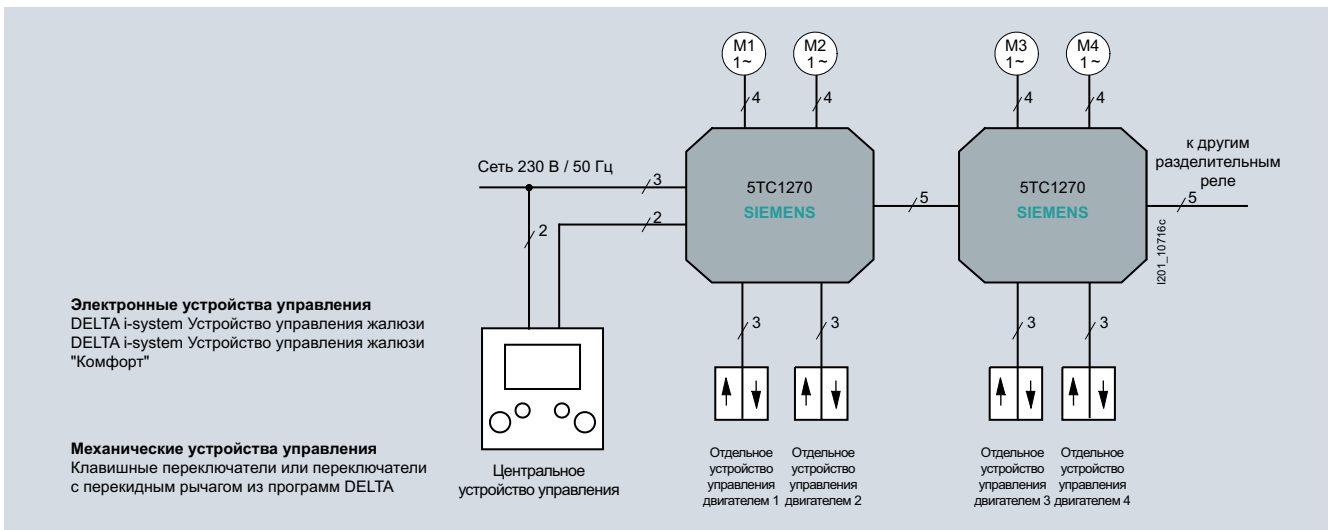 M1
1~
M2
1~
M3
1~
M4
1~
4
4
4
4
Сеть 230 В / 50 Гц
3
5TC1270
SIEMENS
5
5TC1270
SIEMENS
к другим
разделительным
реле
5
2
2
I201_10716c
Электронные устройства управления
DELTA i-system Устройство управления жалюзи
DELTA i-system Устройство управления жалюзи
"Комфорт"
3
3
3
3
Механические устройства управления
Клавишные переключатели или переключатели
с перекидным рычагом из программ DELTA
Центральное
устройство управления
Отдельное
устройство
управления
двигателем 1
Отдельное
устройство
управления
двигателем 2
Отдельное
устройство
управления
двигателем 3
Отдельное
устройство
управления
двигателем 4